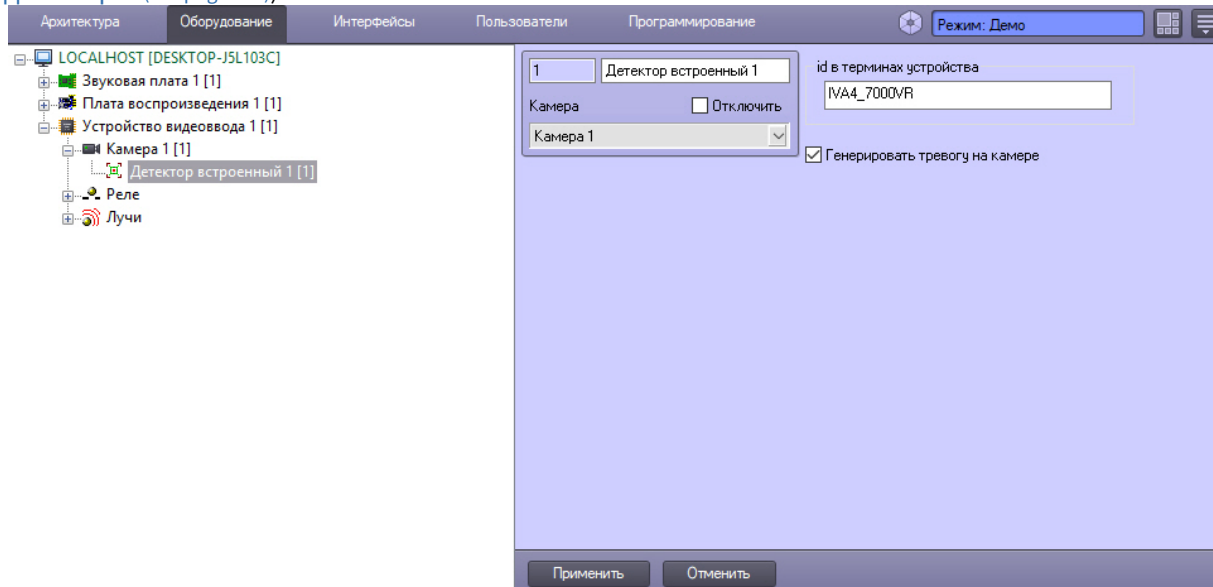 Архитектура Оборудование Интерфейсы Пользователи Программирование Режим: Демо
LOCALHOST [DESKTOP-J5L103C]
Звуковая плата 1 [1]
Плата воспроизведения 1 [1]
Устройство видеоввода 1 [1]
Камера 1 [1]
Детектор встроенный 1 [1]
Реле
Лучи
1 Детектор встроенный 1
Камера Отключить
Камера 1
id в терминах устройства
IVA4_7000VR
Генерировать тревогу на камере
Применить Отменить